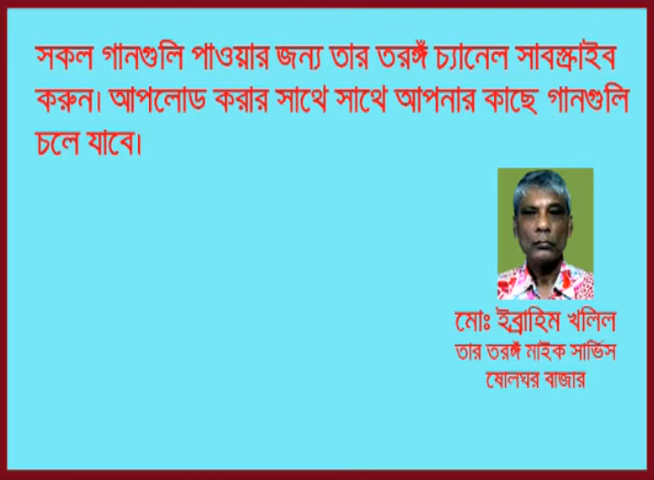 সকল গানগুলি পাওয়ার জন্য তার তরঙ্গঁ চ্যানেল সাবস্ক্রাইব
করুন। আপলোড করার সাথে সাথে আপনার কাছে গানগুলি
চলে যাবে।
মোঃ ইব্রাহিম খলিল
তার তরঙ্গঁ মাইক সার্ভিস
ষোলঘর বাজার